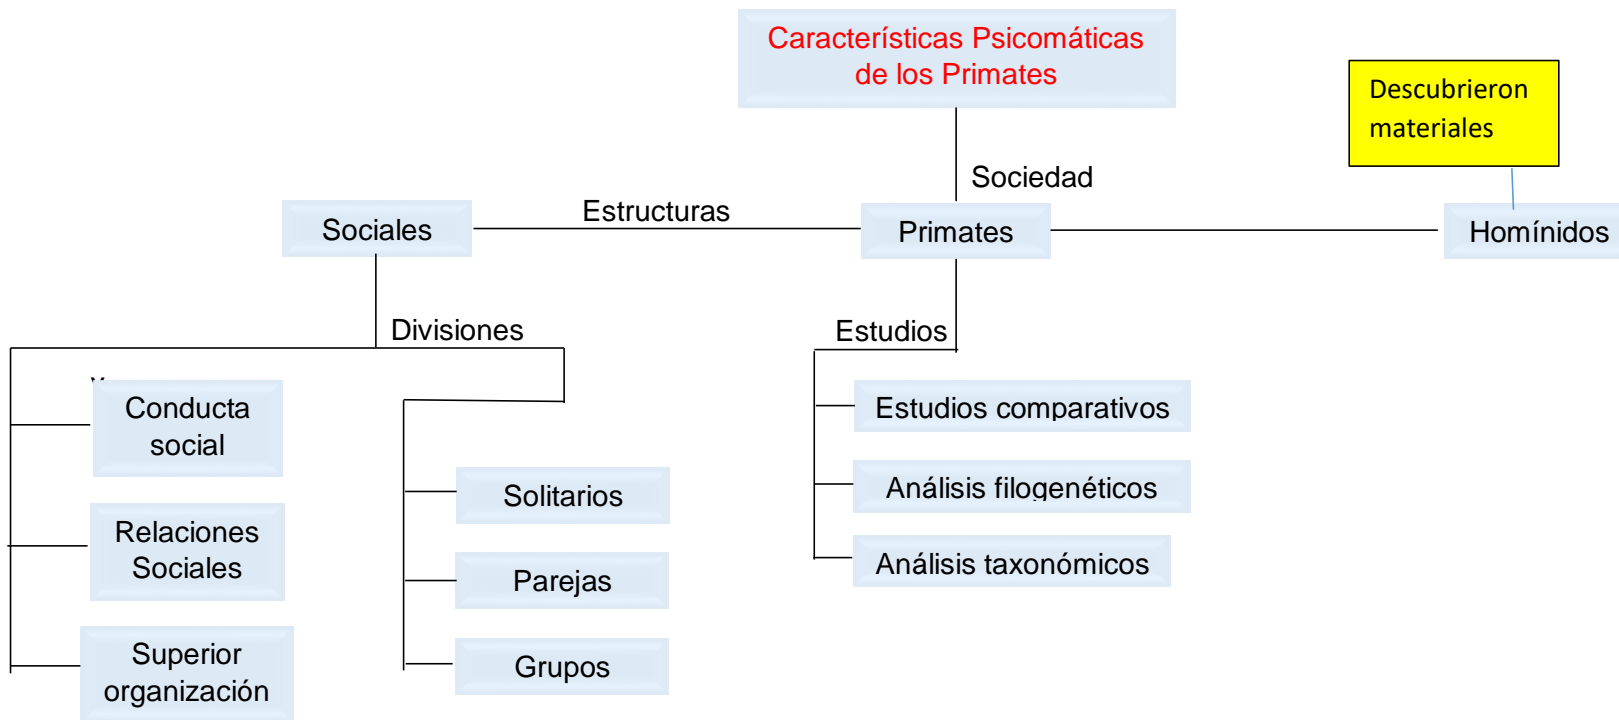 Características Psicomáticas
de los Primates
Descubrieron
materiales
Sociedad
Estructuras
Sociales
Primates
Homínidos
Divisiones
Estudios
Conducta
social
Relaciones
Sociales
Superior
organización
Solitarios
Parejas
Grupos
Estudios comparativos
Análisis filogenéticos
Análisis taxonómicos